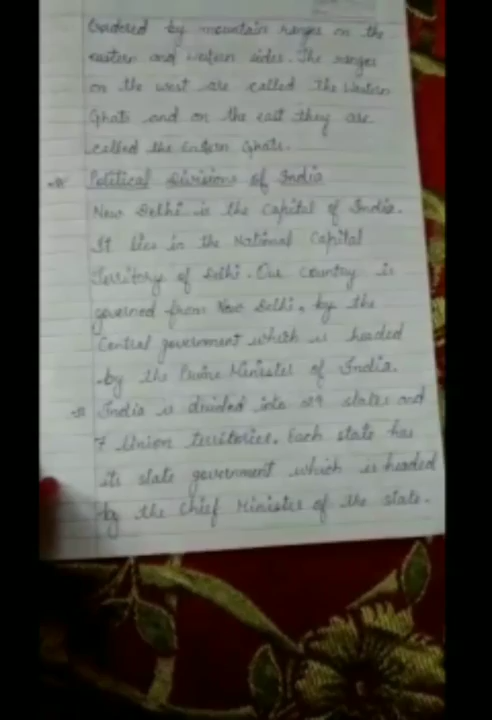 bordered by mountain ranges on the
eastern and western sides. The ranges
on the west are called The Western
Ghats and on the east they are
called the Eastern Ghats.
Political Divisions of India
New Delhi is the Capital of India.
It lies in the National Capital
Territory of Delhi. Our Country is
governed from New Delhi, by the
Central government which is headed
by the Prime Minister of India.
India is divided into 29 states and
7 Union territories. Each state has
its state government which is headed
by the Chief Minister of the state.